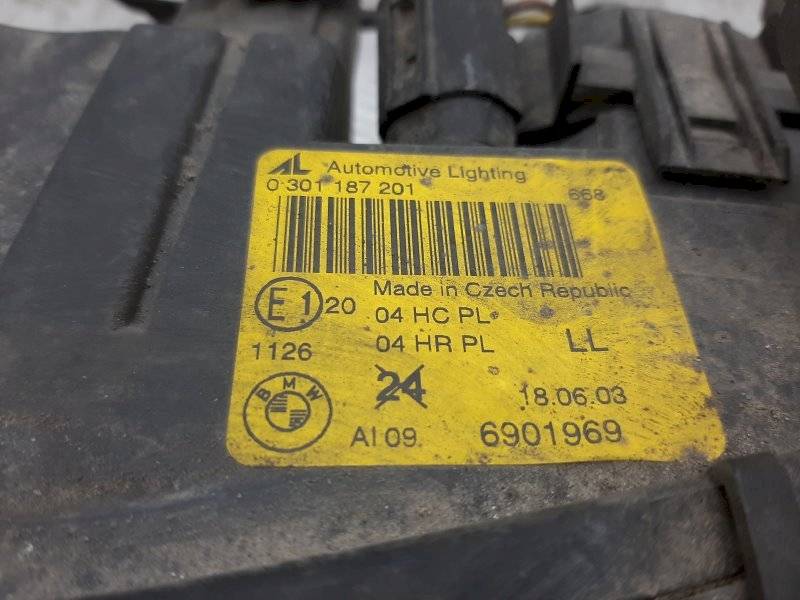 AL Automotive Lighting
0 301 187 201 668
Made in Czech Republic
E1 20 04 HC PL
1126 04 HR PL LL
24 18.06.03
BMW AI 09. 6901969